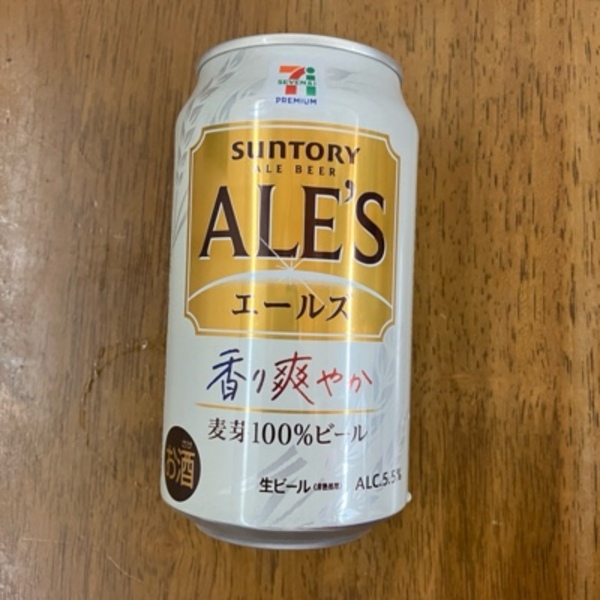 7i
SEVEN&i
PREMIUM
SUNTORY
ALE BEER
ALE'S
エールズ
香り爽やか
麦芽100%ビール
お酒
生ビール
ALC.5.5%